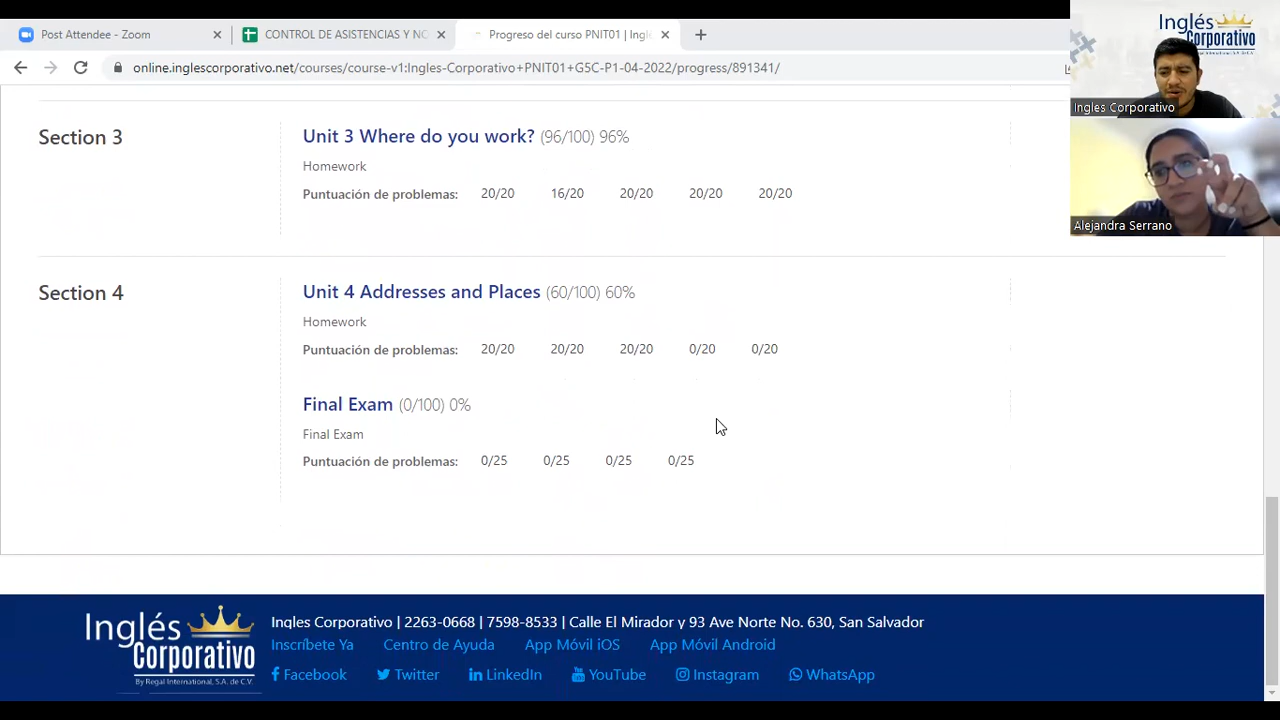 Post Attendee - Zoom
CONTROL DE ASISTENCIAS Y NO
Progreso del curso PNIT01 | Ingl
online.inglescorporativo.net/courses/course-v1:Ingles-Corporativo+PNIT01+G5C-P1-04-2022/progress/891341/
Inglés
Corporativo
Ingles Corporativo
Alejandra Serrano
Section 3
Unit 3 Where do you work? (96/100) 96%
Homework
Puntuación de problemas: 20/20 16/20 20/20 20/20 20/20
Section 4
Unit 4 Addresses and Places (60/100) 60%
Homework
Puntuación de problemas: 20/20 20/20 20/20 0/20 0/20
Final Exam (0/100) 0%
Final Exam
Puntuación de problemas: 0/25 0/25 0/25 0/25
Inglés
Corporativo
By Regal International, S.A. de C.V.
Ingles Corporativo | 2263-0668 | 7598-8533 | Calle El Mirador y 93 Ave Norte No. 630, San Salvador
Inscríbete Ya Centro de Ayuda App Móvil iOS App Móvil Android
Facebook Twitter LinkedIn YouTube Instagram WhatsApp